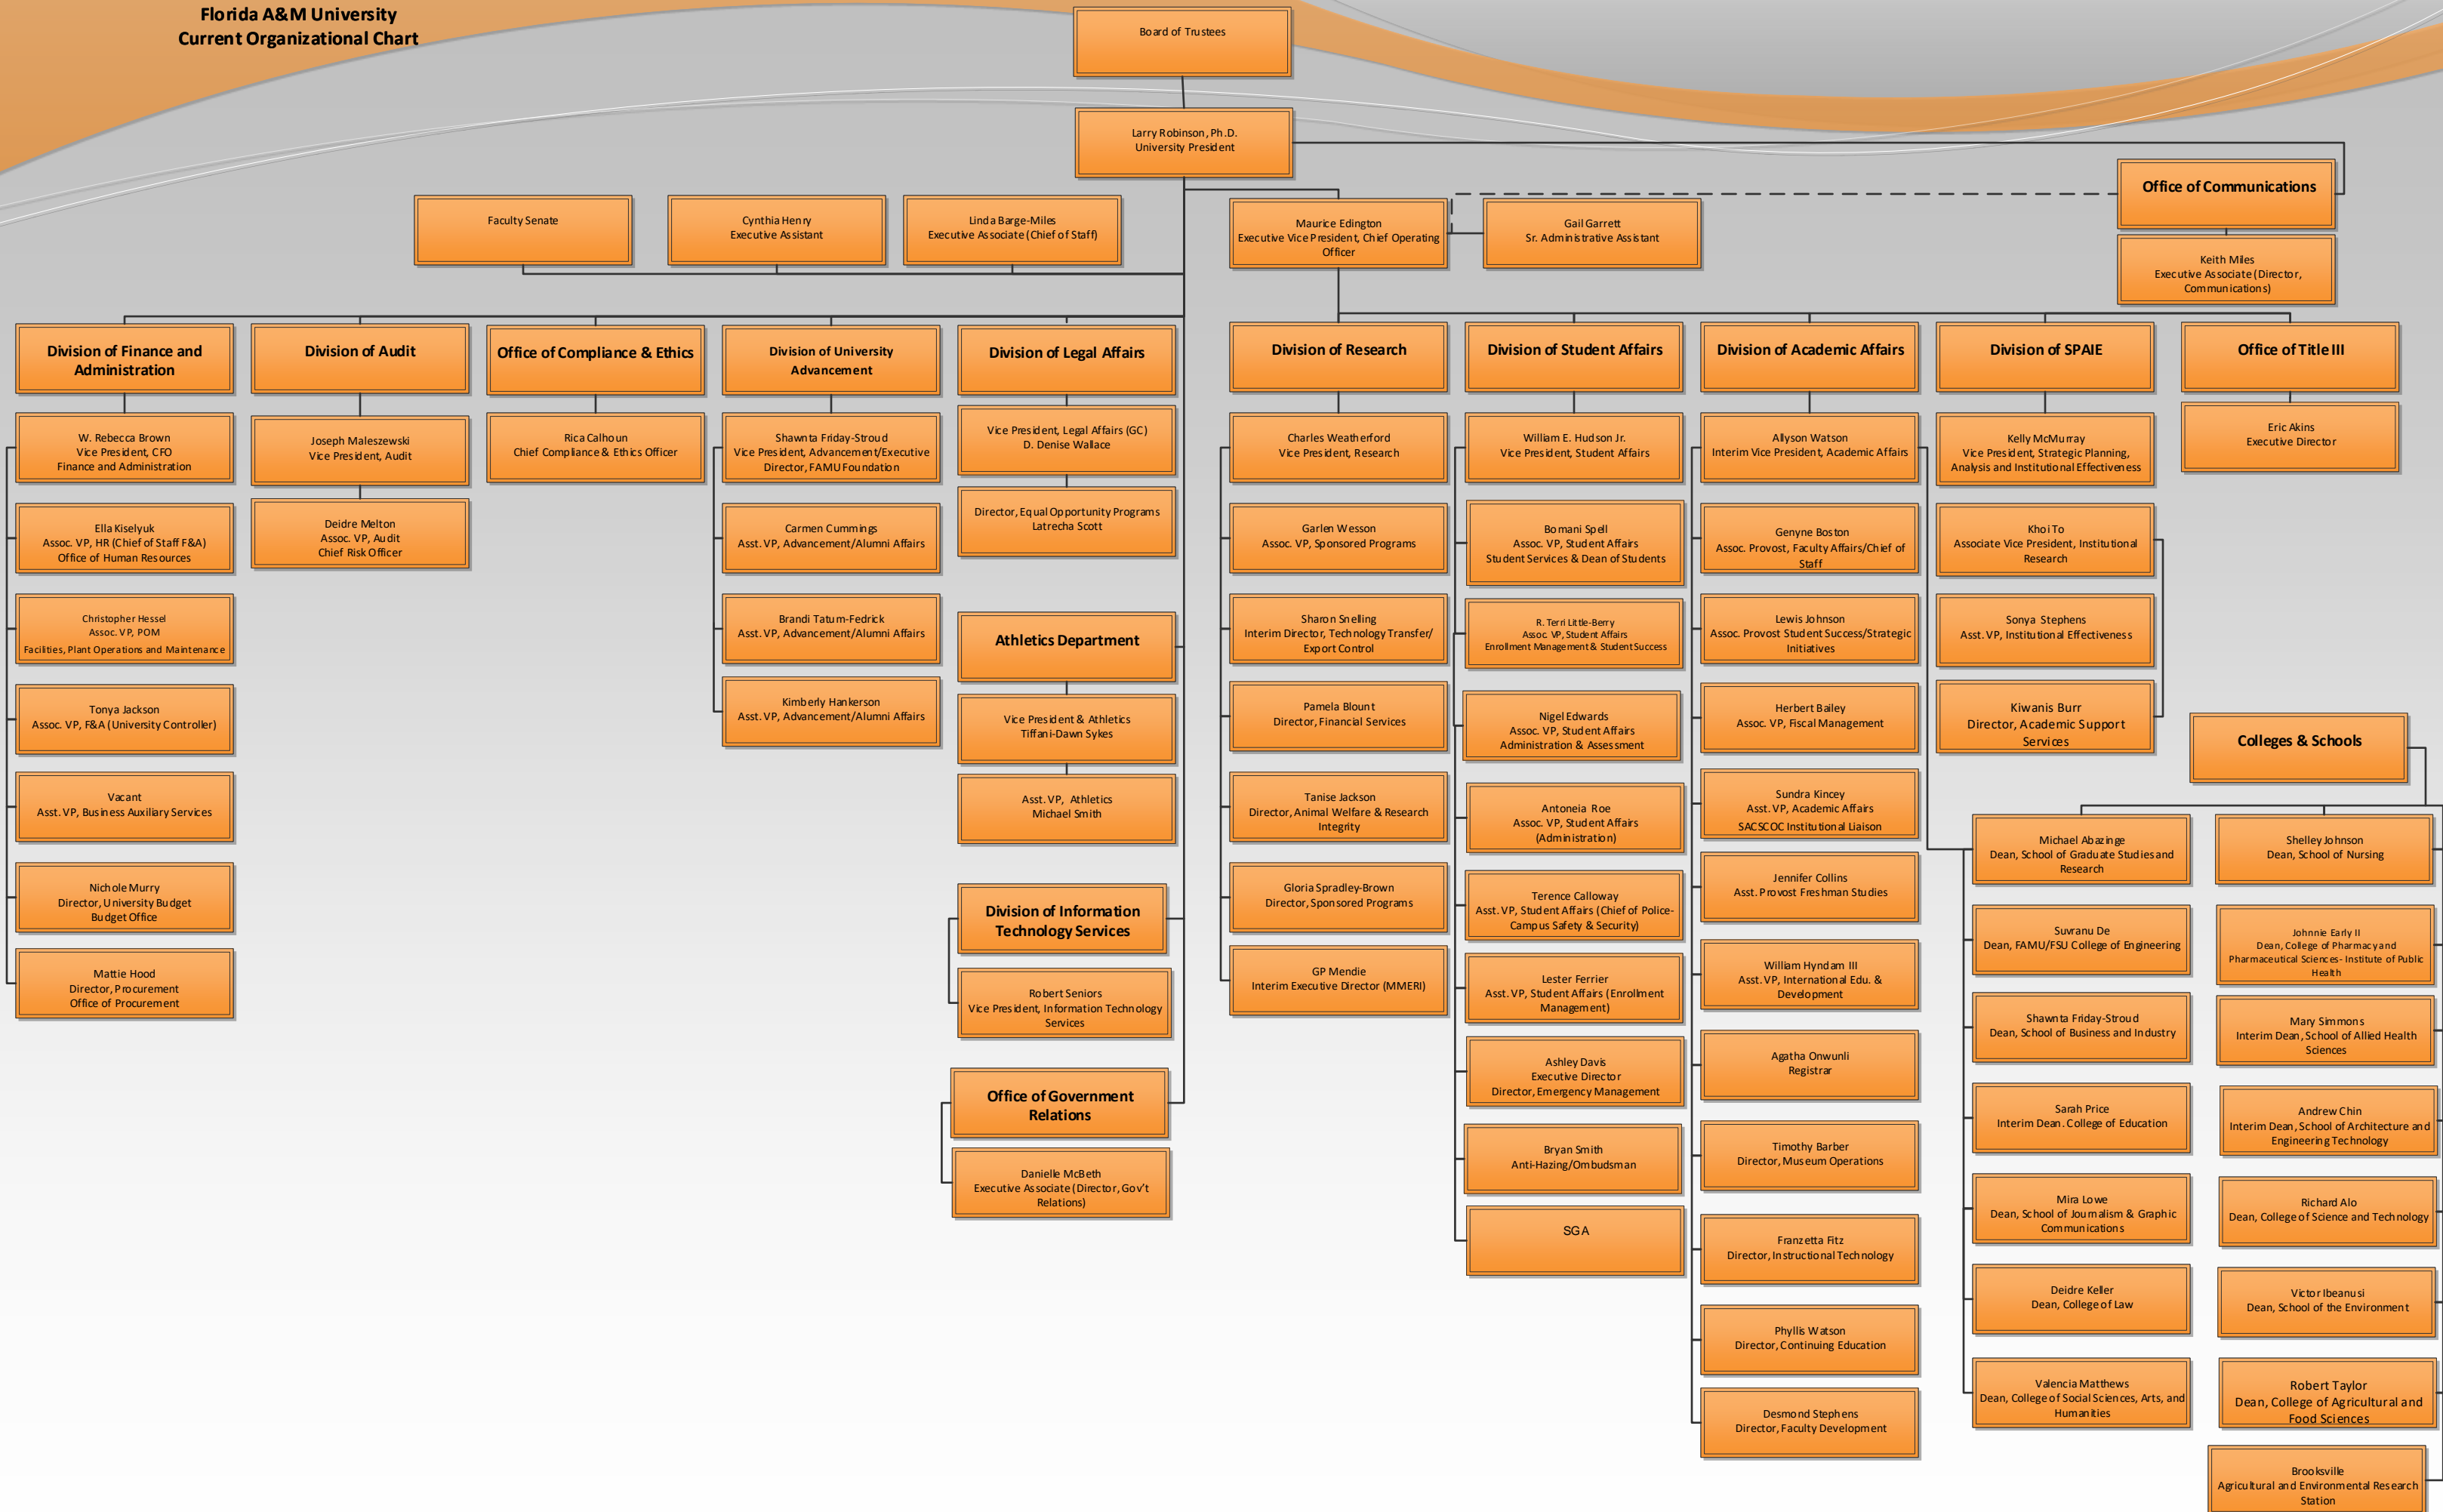 Florida A&M University
Current Organizational Chart
Board of Trustees
Larry Robinson, Ph.D.
University President
Office of Communications
Keith Miles
Executive Associate (Director,
Communications)
Faculty Senate
Cynthia Henry
Executive Assistant
Linda Barge-Miles
Executive Associate (Chief of Staff)
Maurice Edington
Executive Vice President, Chief Operating
Officer
Gail Garrett
Sr. Administrative Assistant
Division of Finance and
Administration
W. Rebecca Brown
Vice President, CFO
Finance and Administration
Ella Kiselyuk
Assoc. VP, HR (Chief of Staff F&A)
Office of Human Resources
Christopher Hessel
Assoc. VP, POM
Facilities, Plant Operations and Maintenance
Tonya Jackson
Assoc. VP, F&A (University Controller)
Vacant
Asst. VP, Business Auxiliary Services
Nichole Murry
Director, University Budget
Budget Office
Mattie Hood
Director, Procurement
Office of Procurement
Division of Audit
Joseph Maleszewski
Vice President, Audit
Deidre Melton
Assoc. VP, Audit
Chief Risk Officer
Office of Compliance & Ethics
Rica Calhoun
Chief Compliance & Ethics Officer
Division of University
Advancement
Shawnta Friday-Stroud
Vice President, Advancement/Executive
Director, FAMU Foundation
Carmen Cummings
Asst. VP, Advancement/Alumni Affairs
Brandi Tatum-Fedrick
Asst. VP, Advancement/Alumni Affairs
Kimberly Hankerson
Asst. VP, Advancement/Alumni Affairs
Division of Legal Affairs
Vice President, Legal Affairs (GC)
D. Denise Wallace
Director, Equal Opportunity Programs
Latrecha Scott
Athletics Department
Vice President & Athletics
Tiffani-Dawn Sykes
Asst. VP, Athletics
Michael Smith
Division of Information
Technology Services
Robert Seniors
Vice President, Information Technology
Services
Office of Government
Relations
Danielle McBeth
Executive Associate (Director, Gov't
Relations)
Division of Research
Charles Weatherford
Vice President, Research
Garlen Wesson
Assoc. VP, Sponsored Programs
Sharon Snelling
Interim Director, Technology Transfer/
Export Control
Pamela Blount
Director, Financial Services
Tanise Jackson
Director, Animal Welfare & Research
Integrity
Gloria Spradley-Brown
Director, Sponsored Programs
GP Mendie
Interim Executive Director (MMERI)
Division of Student Affairs
William E. Hudson Jr.
Vice President, Student Affairs
Bomani Spell
Assoc. VP, Student Affairs
Student Services & Dean of Students
R. Terri Little-Berry
Assoc. VP, Student Affairs
Enrollment Management & Student Success
Nigel Edwards
Assoc. VP, Student Affairs
Administration & Assessment
Antoneia Roe
Assoc. VP, Student Affairs
(Administration)
Terence Calloway
Asst. VP, Student Affairs (Chief of Police-
Campus Safety & Security)
Lester Ferrier
Asst. VP, Student Affairs (Enrollment
Management)
Ashley Davis
Executive Director
Director, Emergency Management
Bryan Smith
Anti-Hazing/Ombudsman
SGA
Division of Academic Affairs
Allyson Watson
Interim Vice President, Academic Affairs
Genyne Boston
Assoc. Provost, Faculty Affairs/Chief of
Staff
Lewis Johnson
Assoc. Provost Student Success/Strategic
Initiatives
Herbert Bailey
Assoc. VP, Fiscal Management
Sundra Kincey
Asst. VP, Academic Affairs
SACSCOC Institutional Liaison
Jennifer Collins
Asst. Provost Freshman Studies
William Hyndam III
Asst. VP, International Edu. &
Development
Agatha Onwunli
Registrar
Timothy Barber
Director, Museum Operations
Franzetta Fitz
Director, Instructional Technology
Phyllis Watson
Director, Continuing Education
Desmond Stephens
Director, Faculty Development
Division of SPAIE
Kelly McMurray
Vice President, Strategic Planning,
Analysis and Institutional Effectiveness
Khoi To
Associate Vice President, Institutional
Research
Sonya Stephens
Asst. VP, Institutional Effectiveness
Kiwanis Burr
Director, Academic Support
Services
Office of Title III
Eric Akins
Executive Director
Colleges & Schools
Michael Abazinge
Dean, School of Graduate Studies and
Research
Suvranu De
Dean, FAMU/FSU College of Engineering
Shawnta Friday-Stroud
Dean, School of Business and Industry
Sarah Price
Interim Dean. College of Education
Mira Lowe
Dean, School of Journalism & Graphic
Communications
Deidre Keller
Dean, College of Law
Valencia Matthews
Dean, College of Social Sciences, Arts, and
Humanities
Shelley Johnson
Dean, School of Nursing
Johnnie Early II
Dean, College of Pharmacy and
Pharmaceutical Sciences- Institute of Public
Health
Mary Simmons
Interim Dean, School of Allied Health
Sciences
Andrew Chin
Interim Dean, School of Architecture and
Engineering Technology
Richard Alo
Dean, College of Science and Technology
Victor Ibeanusi
Dean, School of the Environment
Robert Taylor
Dean, College of Agricultural and
Food Sciences
Brooksville
Agricultural and Environmental Research
Station